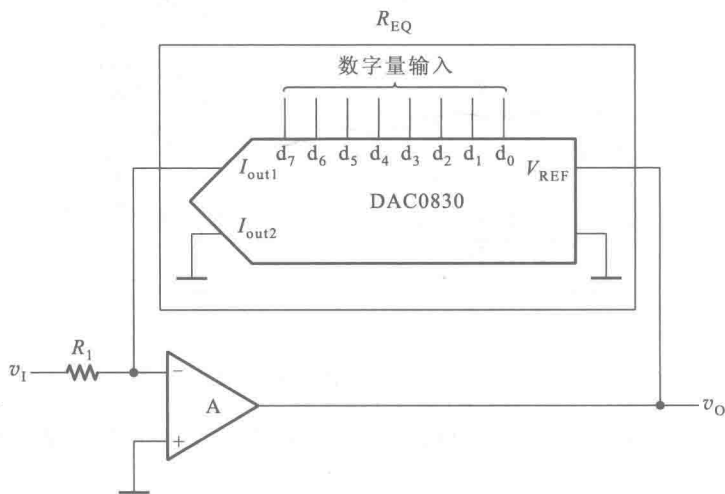 R_EQ
数字量输入
d₇ d₆ d₅ d₄ d₃ d₂ d₁ d₀
I_out1
V_REF
DAC0830
I_out2
R₁
v_I
−
A
+
v_O